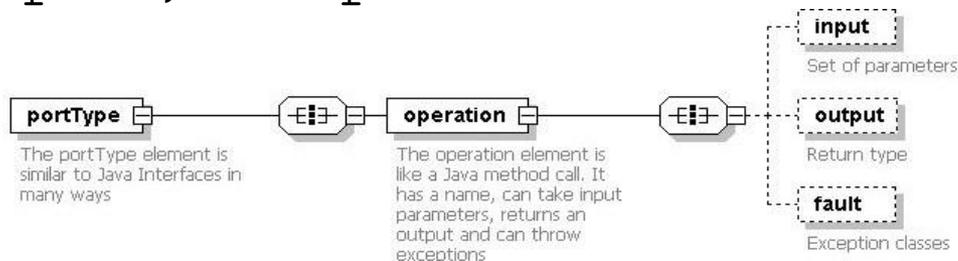 portType
The portType element is
similar to Java Interfaces in
many ways
operation
The operation element is
like a Java method call. It
has a name, can take input
parameters, returns an
output and can throw
exceptions
input
Set of parameters
output
Return type
fault
Exception classes